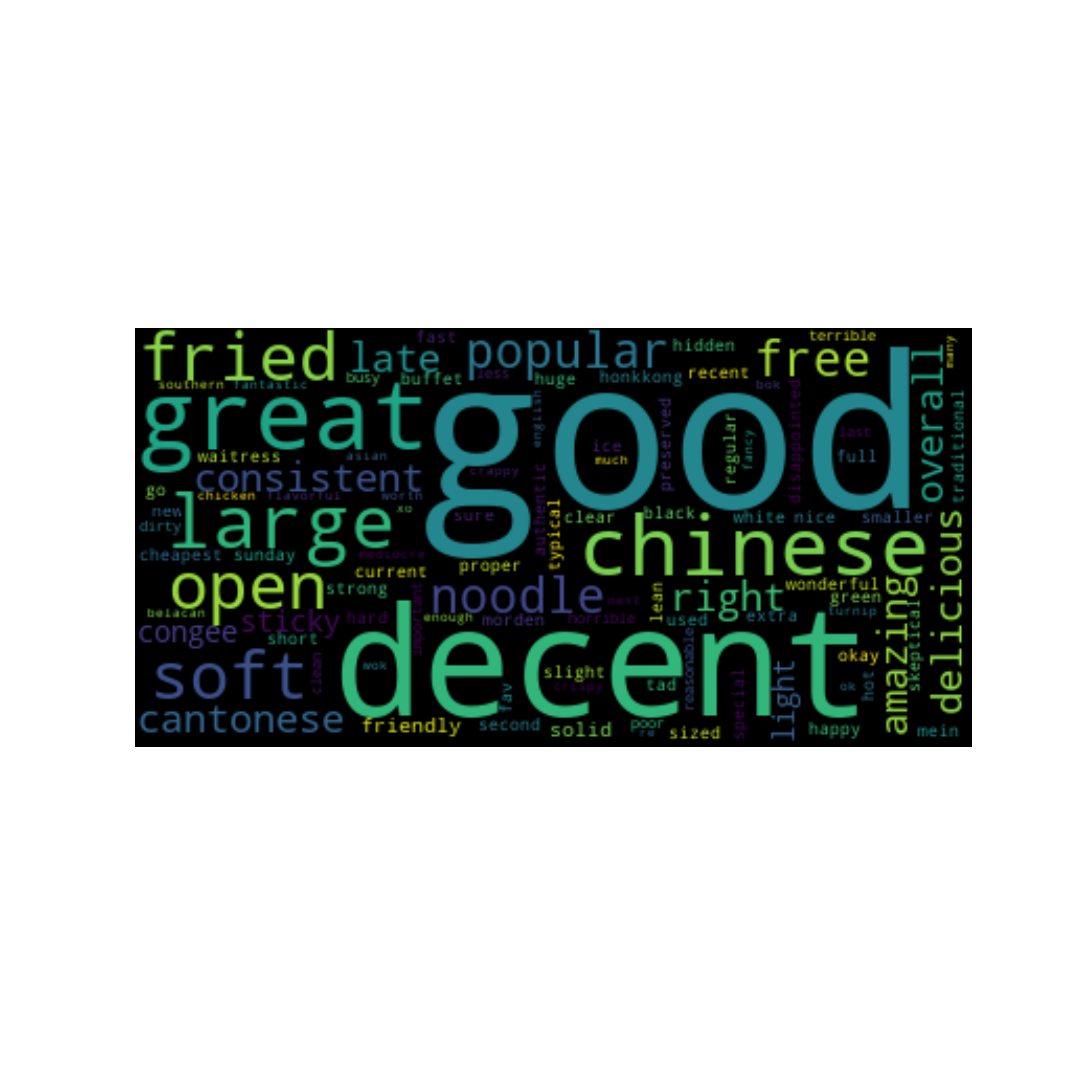 fried
late
fast
popular
hidden
terrible
free
many
southern
fantastic
busy
buffet
less
huge
honkkong
recent
bok
overall
great
good
english
preserved
regular
fancy
disappointed
last
traditional
waitress
asian
ice
much
full
consistent
crappy
authentic
go
chicken
flavorful
worth
xo
new
large
sure
typical
clear
black
white
nice
smaller
dirty
chinese
delicious
cheapest
sunday
mediocre
proper
current
open
strong
noodle
next
lean
right
wonderful
green
amazing
skeptical
belacan
sticky
hard
important
enough
morden
horrible
used
extra
turnip
congee
short
decent
reasonable
okay
soft
clean
wok
slight
crispy
tad
special
light
ok
hot
fav
cantonese
friendly
second
solid
poor
re
sized
happy
mein